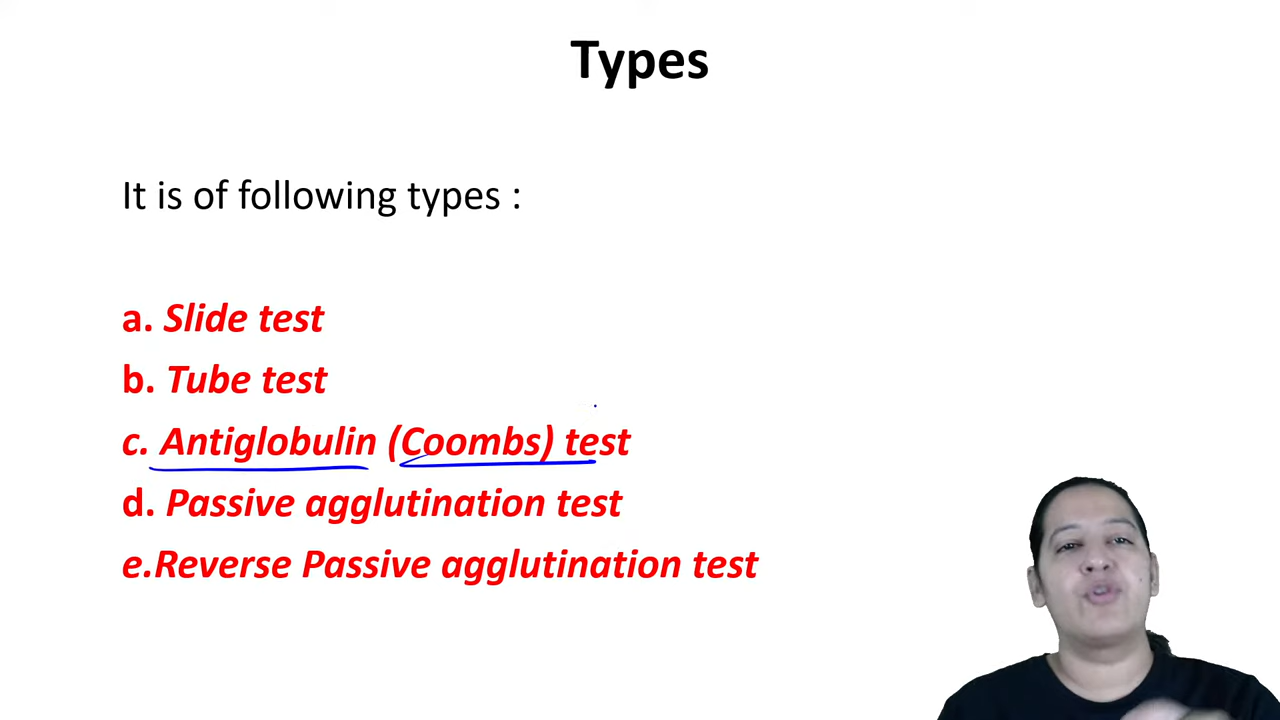 Types
It is of following types :
a. Slide test
b. Tube test
c. Antiglobulin (Coombs) test
d. Passive agglutination test
e.Reverse Passive agglutination test